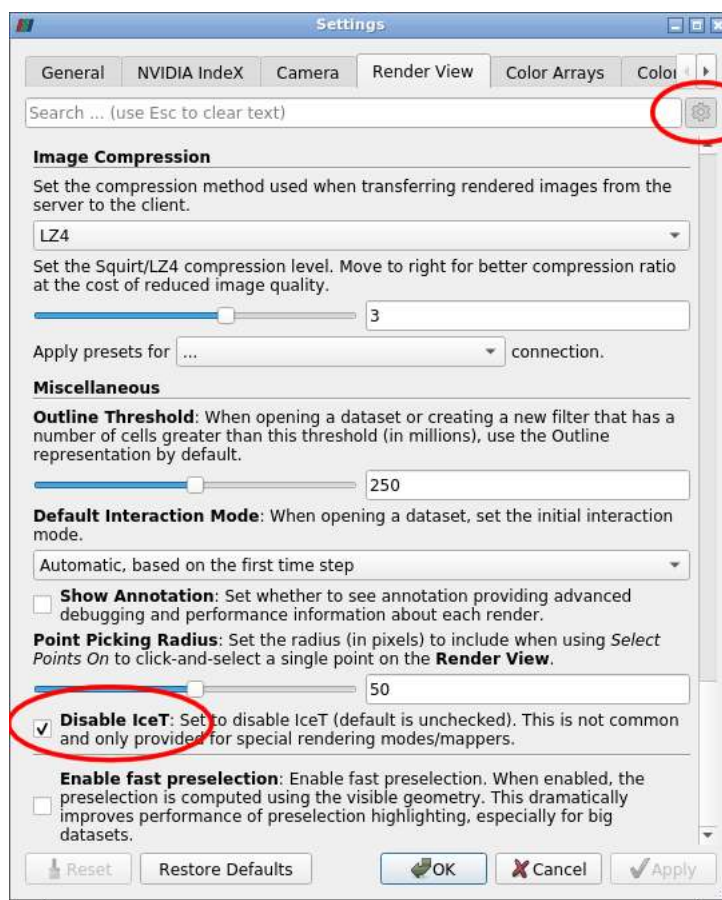 Settings
General NVIDIA IndeX Camera Render View Color Arrays
Search ... (use Esc to clear text)
Image Compression
Set the compression method used when transferring rendered images from the
server to the client.
LZ4
Set the Squirt/LZ4 compression level. Move to right for better compression ratio
at the cost of reduced image quality.
3
Apply presets for ... connection.
Miscellaneous
Outline Threshold: When opening a dataset or creating a new filter that has a
number of cells greater than this threshold (in millions), use the Outline
representation by default.
250
Default Interaction Mode: When opening a dataset, set the initial interaction
mode.
Automatic, based on the first time step
Show Annotation: Set whether to see annotation providing advanced
debugging and performance information about each render.
Point Picking Radius: Set the radius (in pixels) to include when using Select
Points On to click-and-select a single point on the Render View.
50
Disable IceT: Set to disable IceT (default is unchecked). This is not common
and only provided for special rendering modes/mappers.
Enable fast preselection: Enable fast preselection. When enabled, the
preselection is computed using the visible geometry. This dramatically
improves performance of preselection highlighting, especially for big
datasets.
Reset Restore Defaults OK Cancel Apply